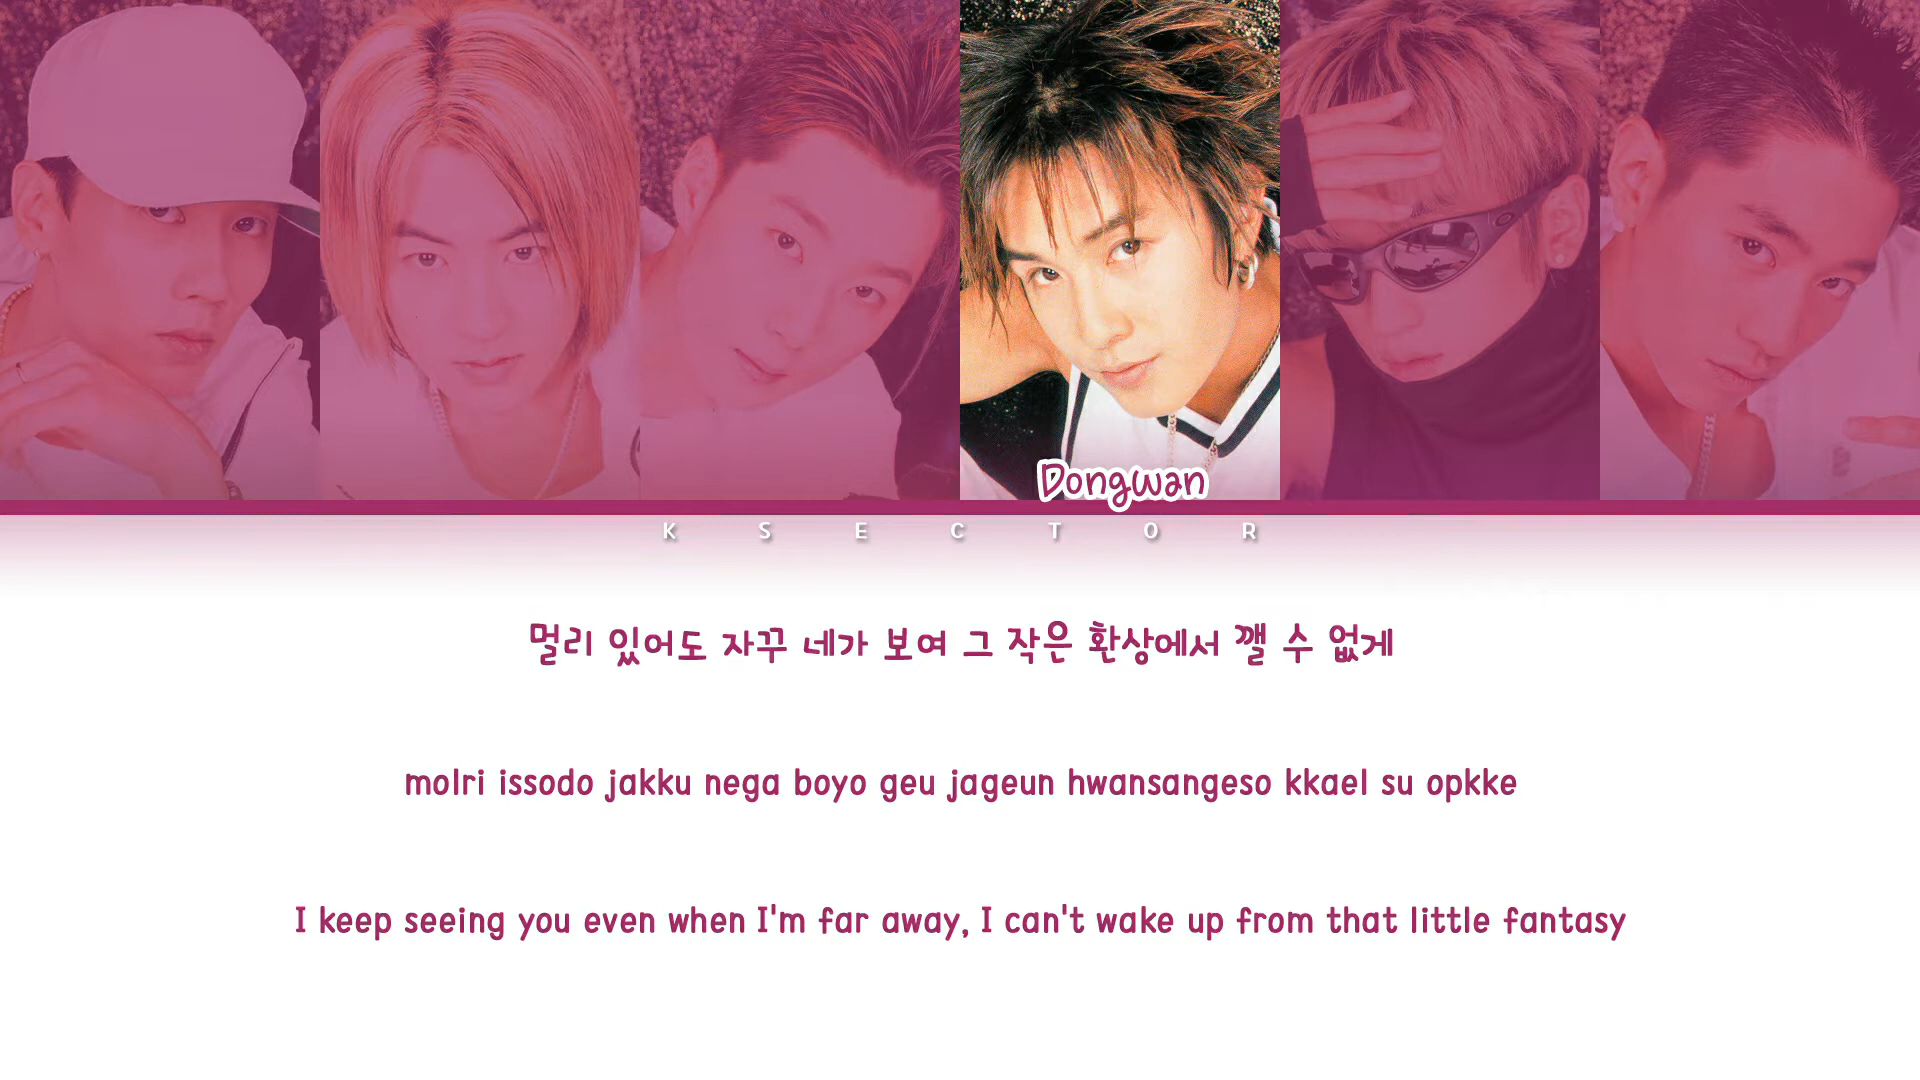 Dongwan
K S E C T O R
멀리 있어도 자꾸 네가 보여 그 작은 환상에서 깰 수 없게
molri issodo jakku nega boyo geu jageun hwansangeso kkael su opkke
I keep seeing you even when I'm far away, I can't wake up from that little fantasy